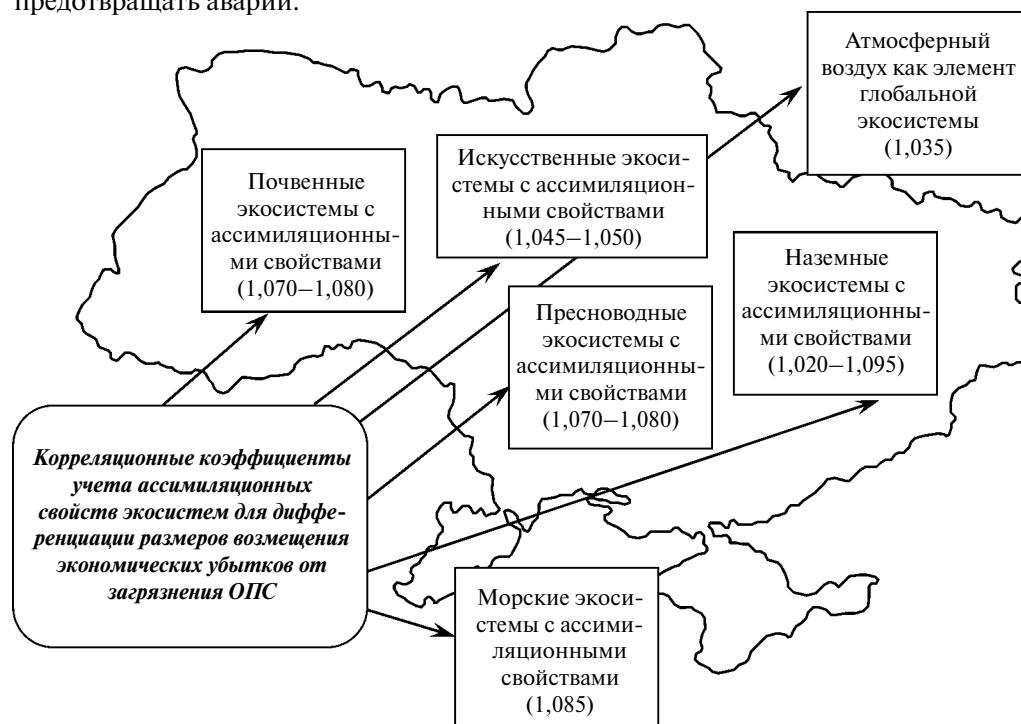 предотвращать аварии.
Атмосферный
воздух как элемент
глобальной
экосистемы
(1,035)
Почвенные
экосистемы с
ассимиляционны-
ми свойствами
(1,070–1,080)
Искусственные экоси-
стемы с ассимиляцион-
ными свойствами
(1,045–1,050)
Наземные
экосистемы с
ассимиляционны-
ми свойствами
(1,020–1,095)
Пресноводные
экосистемы с
ассимиляционны-
ми свойствами
(1,070–1,080)
Корреляционные коэффициенты
учета ассимиляционных
свойств экосистем для диффе-
ренциации размеров возмещения
экономических убытков от
загрязнения ОПС
Морские экоси-
стемы с ассими-
ляционными
свойствами
(1,085)